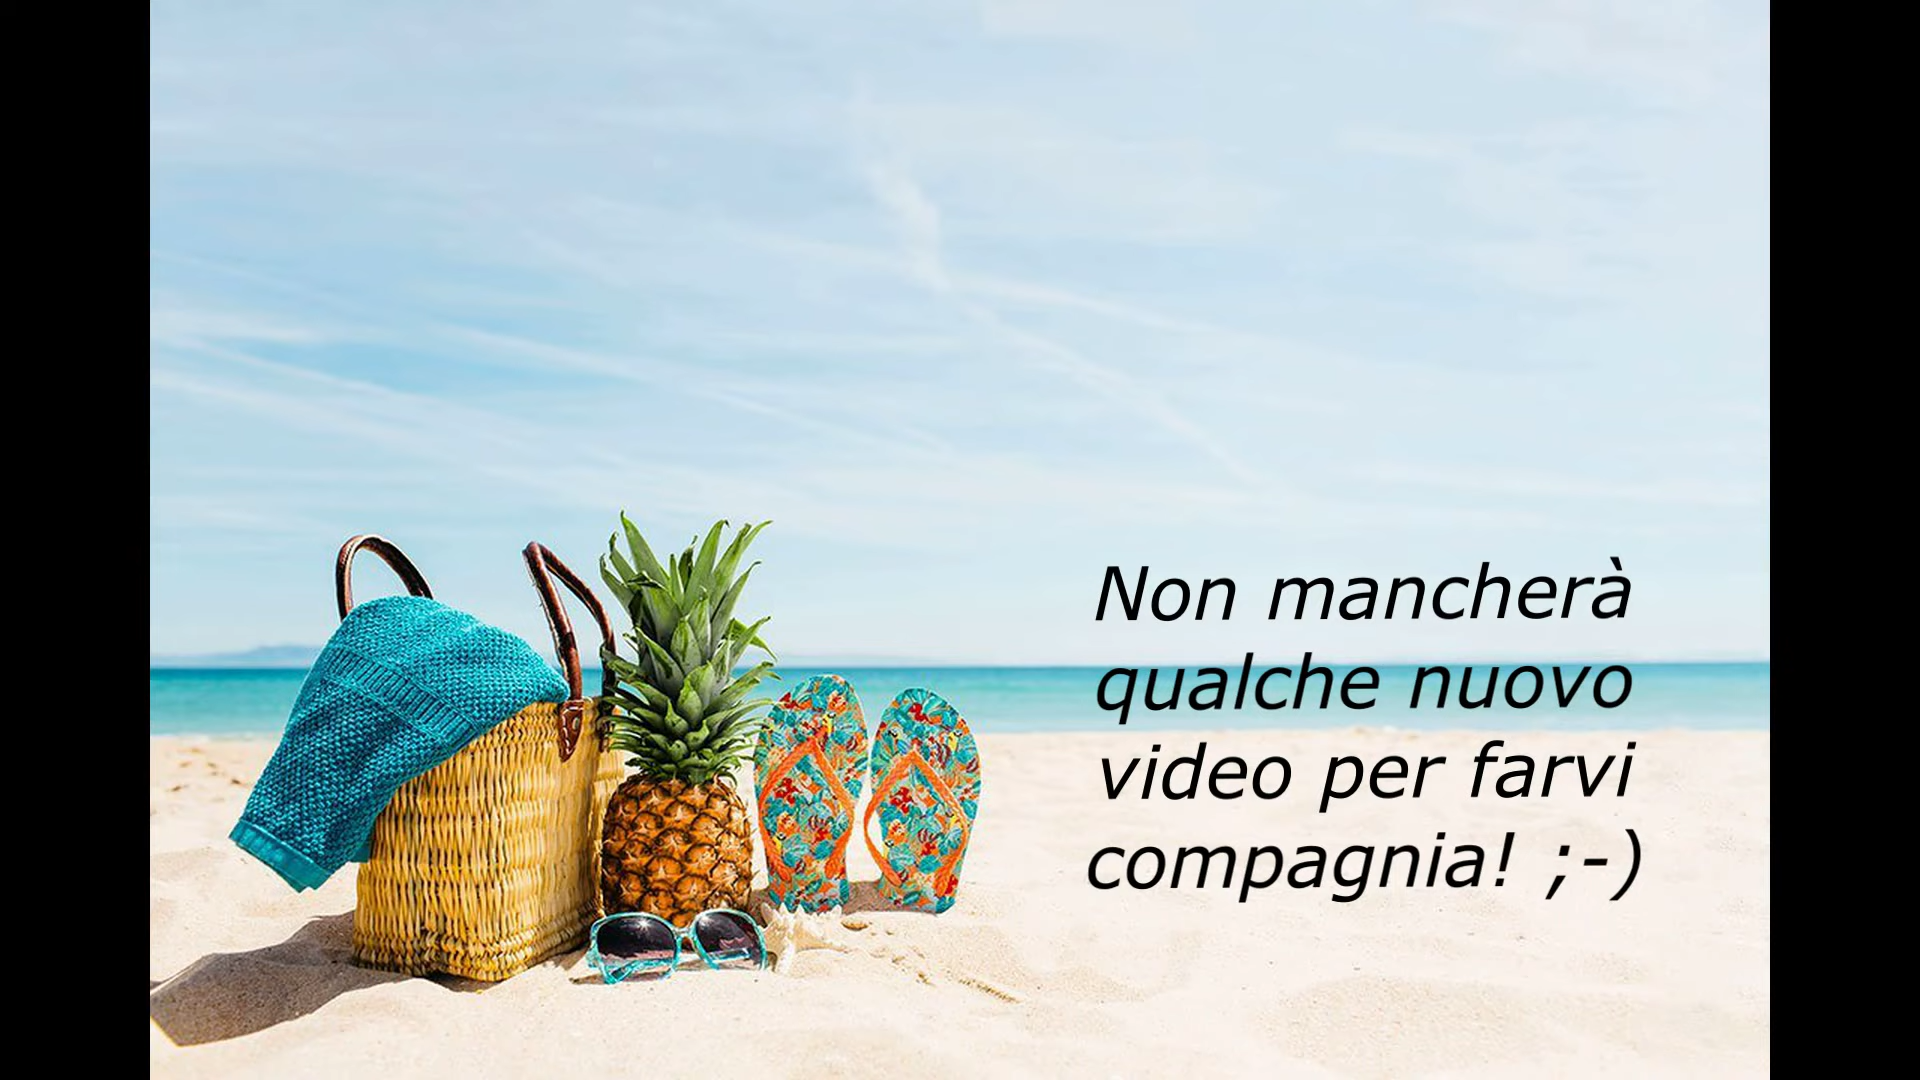 Non mancherà
qualche nuovo
video per farvi
compagnia! ;-)